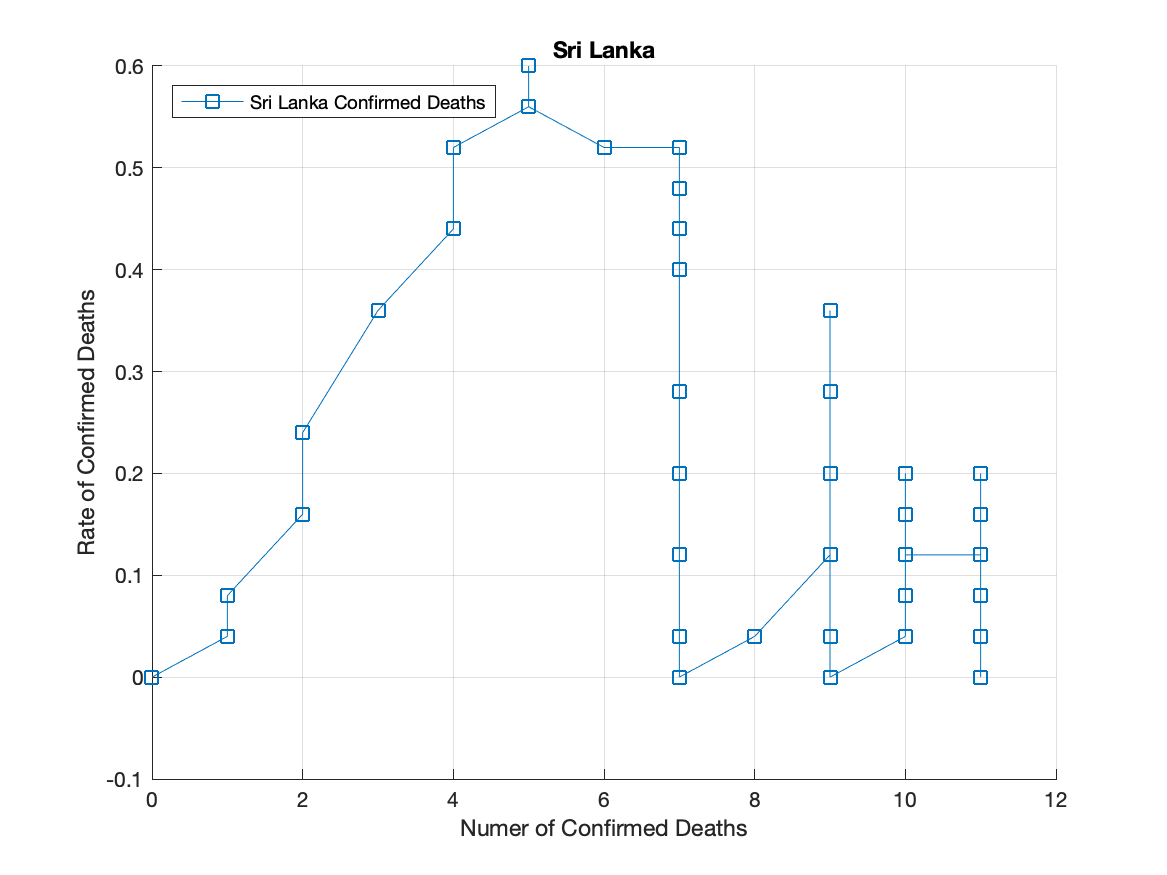 Sri Lanka
0.6
Sri Lanka Confirmed Deaths
0.5
0.4
0.3
0.2
0.1
0
-0.1
Rate of Confirmed Deaths
0 2 4 6 8 10 12
Numer of Confirmed Deaths